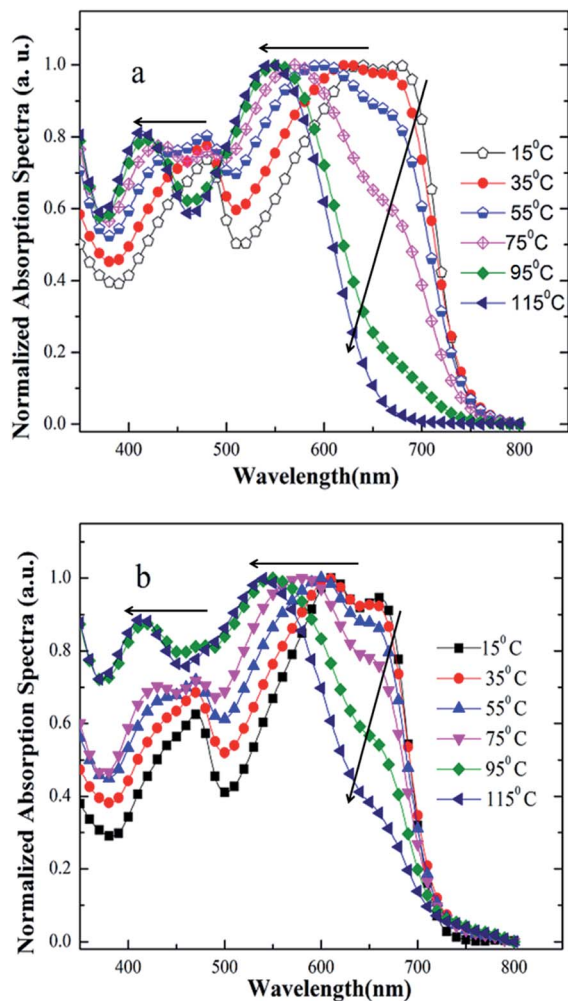 a
15⁰C
35⁰C
55⁰C
75⁰C
95⁰C
115⁰C
Normalized Absorption Spectra (a. u.)
1.0
0.8
0.6
0.4
0.2
0.0
400 500 600 700 800
Wavelength(nm)
b
15⁰ C
35⁰ C
55⁰ C
75⁰ C
95⁰ C
115⁰ C
Normalized Absorption Spectra (a.u.)
1.0
0.8
0.6
0.4
0.2
0.0
400 500 600 700 800
Wavelength(nm)